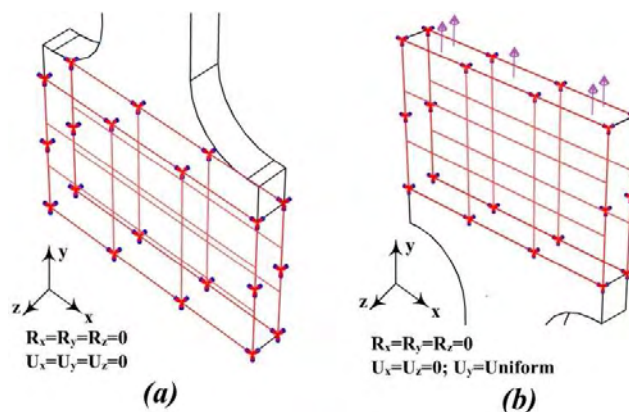 y
z
x
Rx=Ry=Rz=0
Ux=Uy=Uz=0
(a)
y
z
x
Rx=Ry=Rz=0
Ux=Uz=0; Uy=Uniform
(b)